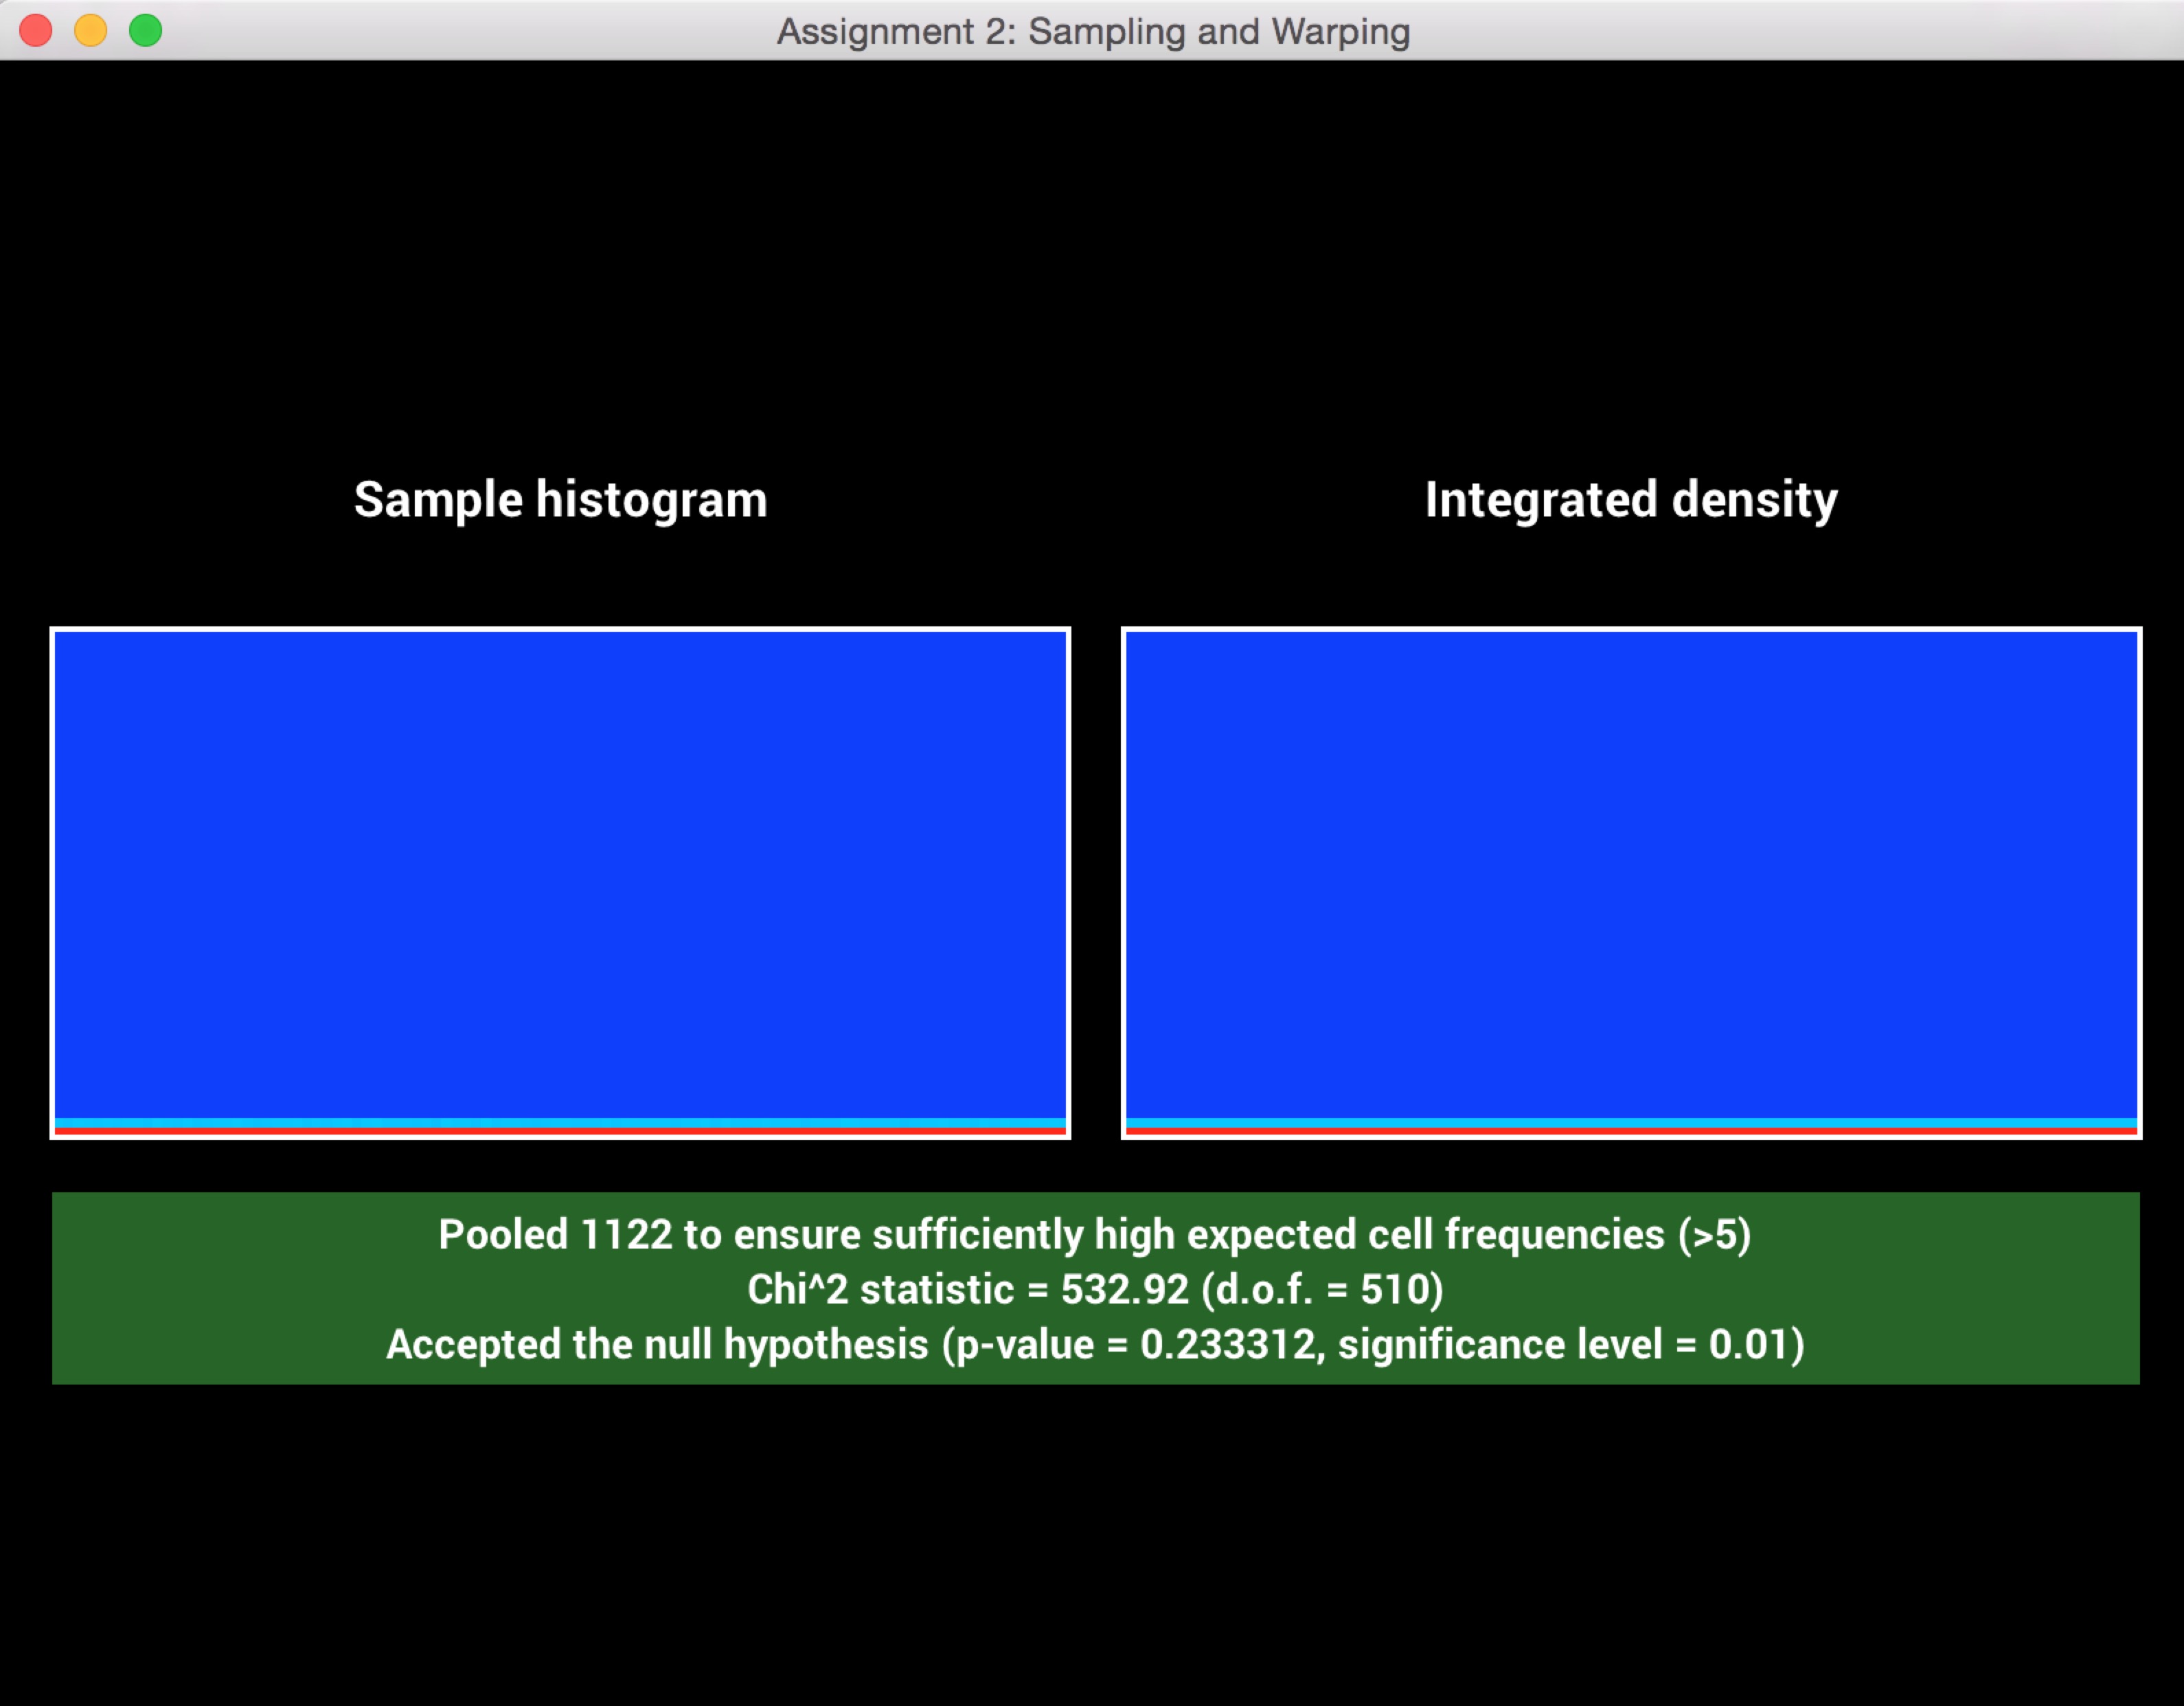 Assignment 2: Sampling and Warping
Sample histogram
Integrated density
Pooled 1122 to ensure sufficiently high expected cell frequencies (>5)
Chi^2 statistic = 532.92 (d.o.f. = 510)
Accepted the null hypothesis (p-value = 0.233312, significance level = 0.01)